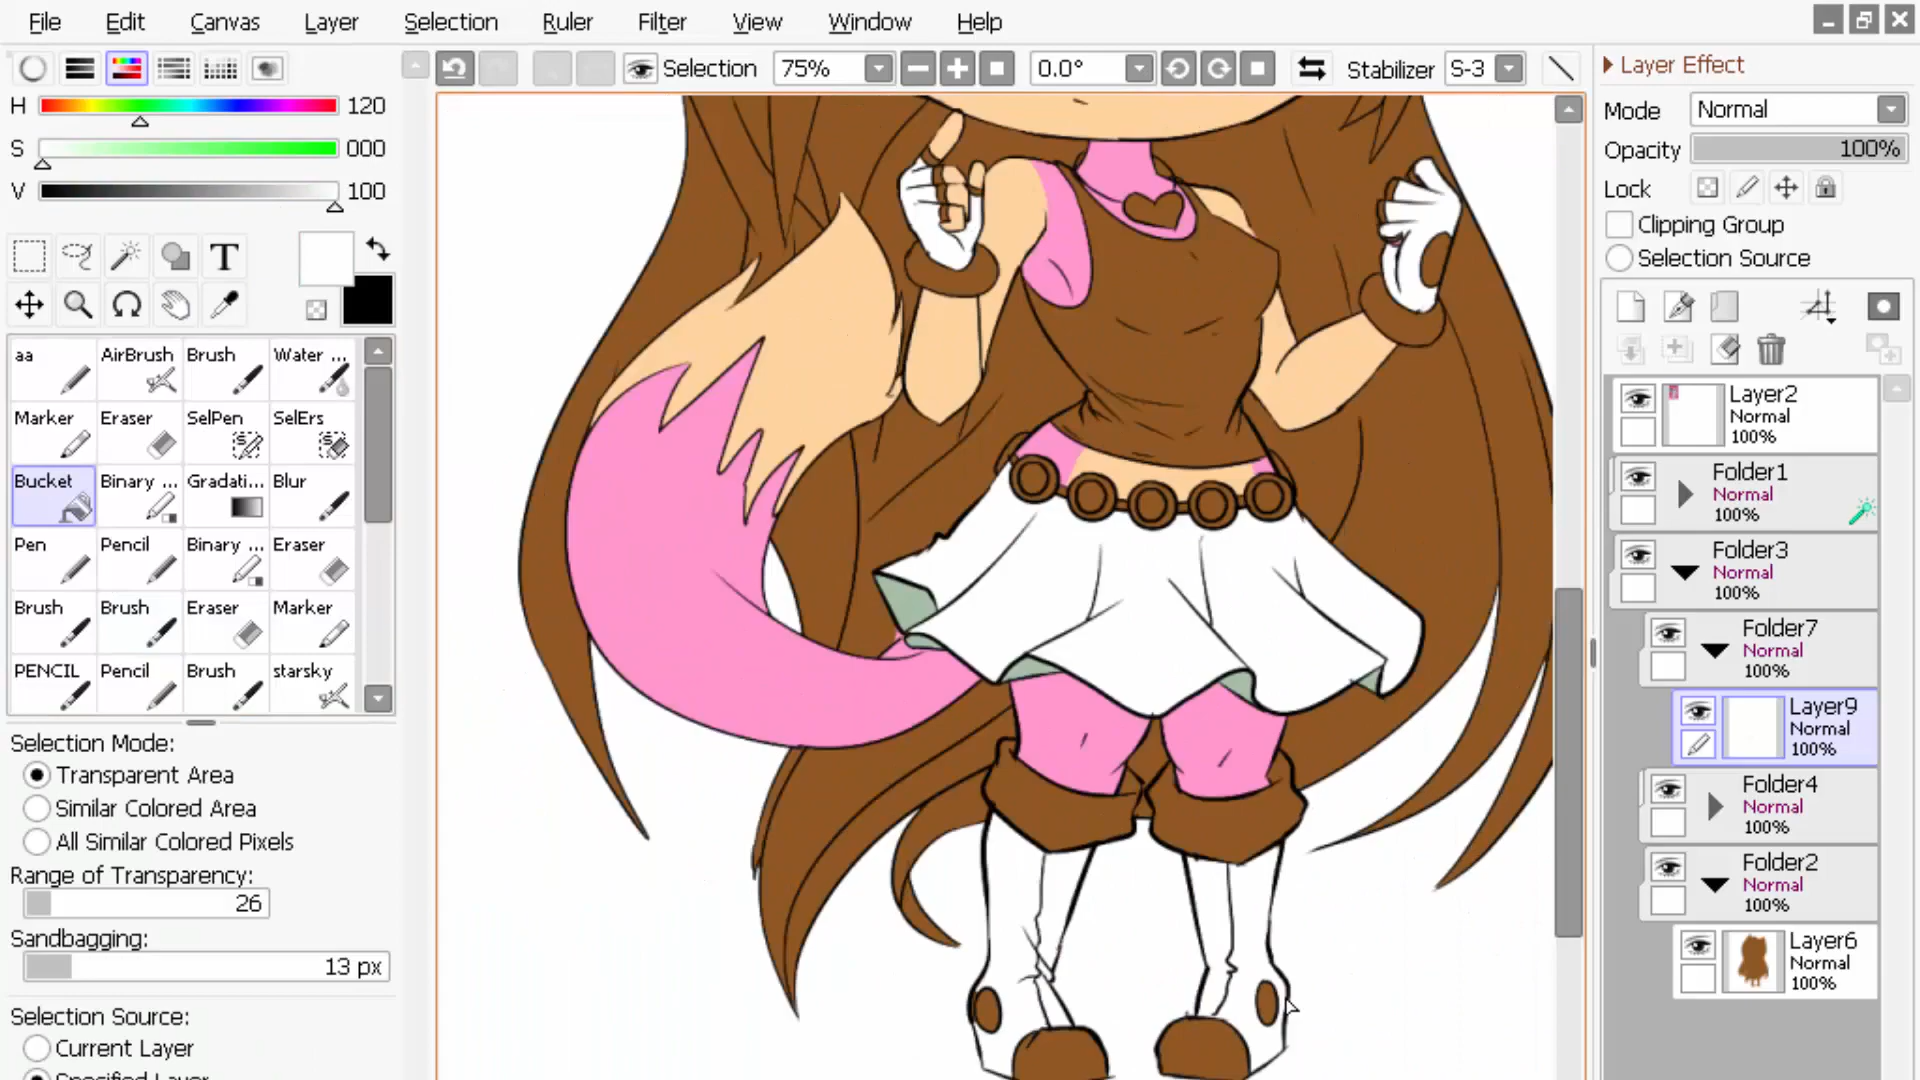 File Edit Canvas Layer Selection Ruler Filter View Window Help
Selection 75% 0.0° Stabilizer S-3
H 120
S 000
V 100
T
aa AirBrush Brush Water ...
Marker Eraser SelPen SelErs
Bucket Binary ... Gradati... Blur
Pen Pencil Binary ... Eraser
Brush Brush Eraser Marker
PENCIL Pencil Brush starsky
Selection Mode:
Transparent Area
Similar Colored Area
All Similar Colored Pixels
Range of Transparency:
26
Sandbagging:
13 px
Selection Source:
Current Layer
Specified Layer
Layer Effect
Mode Normal
Opacity 100%
Lock
Clipping Group
Selection Source
Layer2
Normal
100%
Folder1
Normal
100%
Folder3
Normal
100%
Folder7
Normal
100%
Layer9
Normal
100%
Folder4
Normal
100%
Folder2
Normal
100%
Layer6
Normal
100%